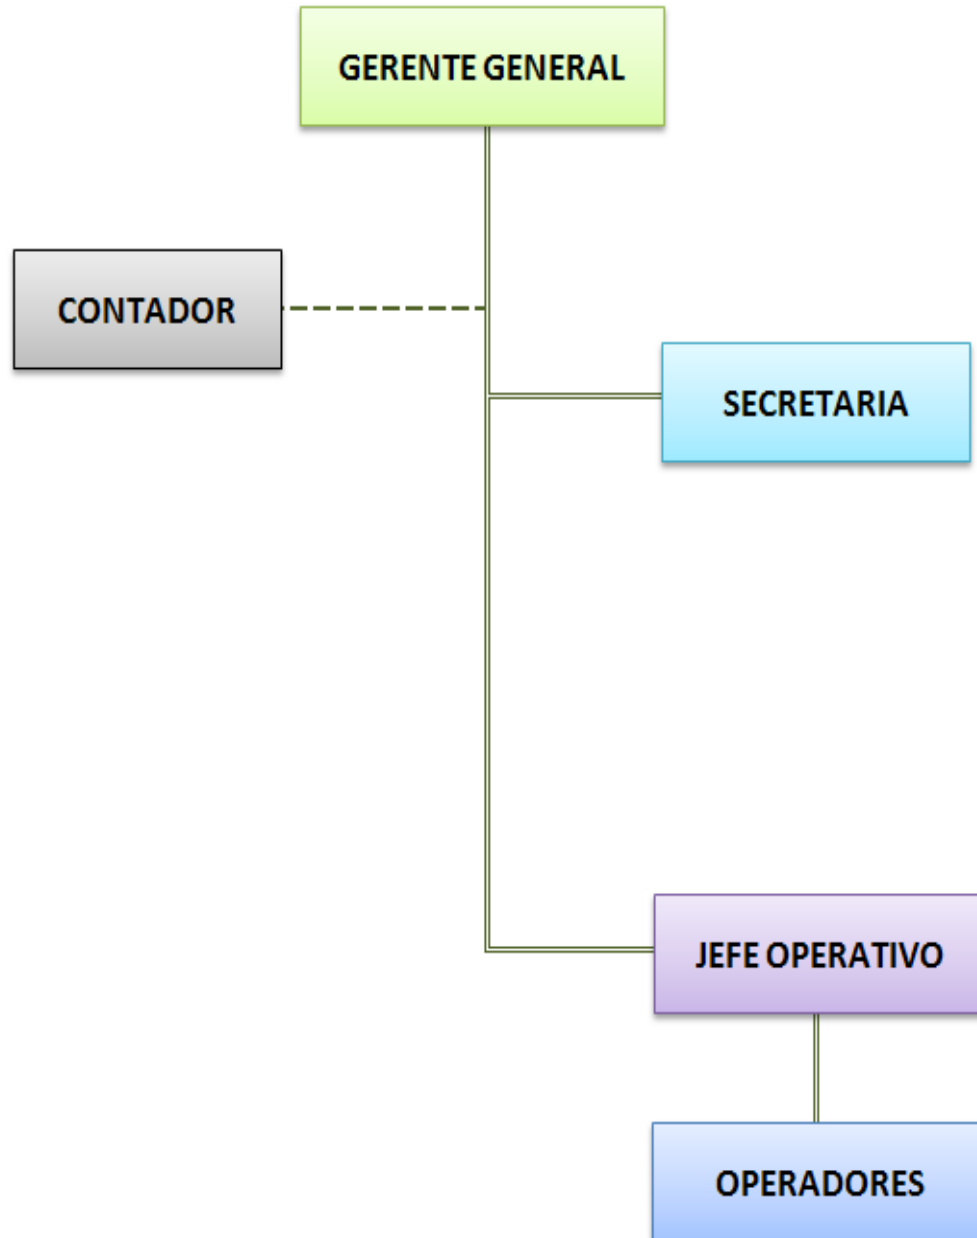 GERENTE GENERAL
CONTADOR
SECRETARIA
JEFE OPERATIVO
OPERADORES